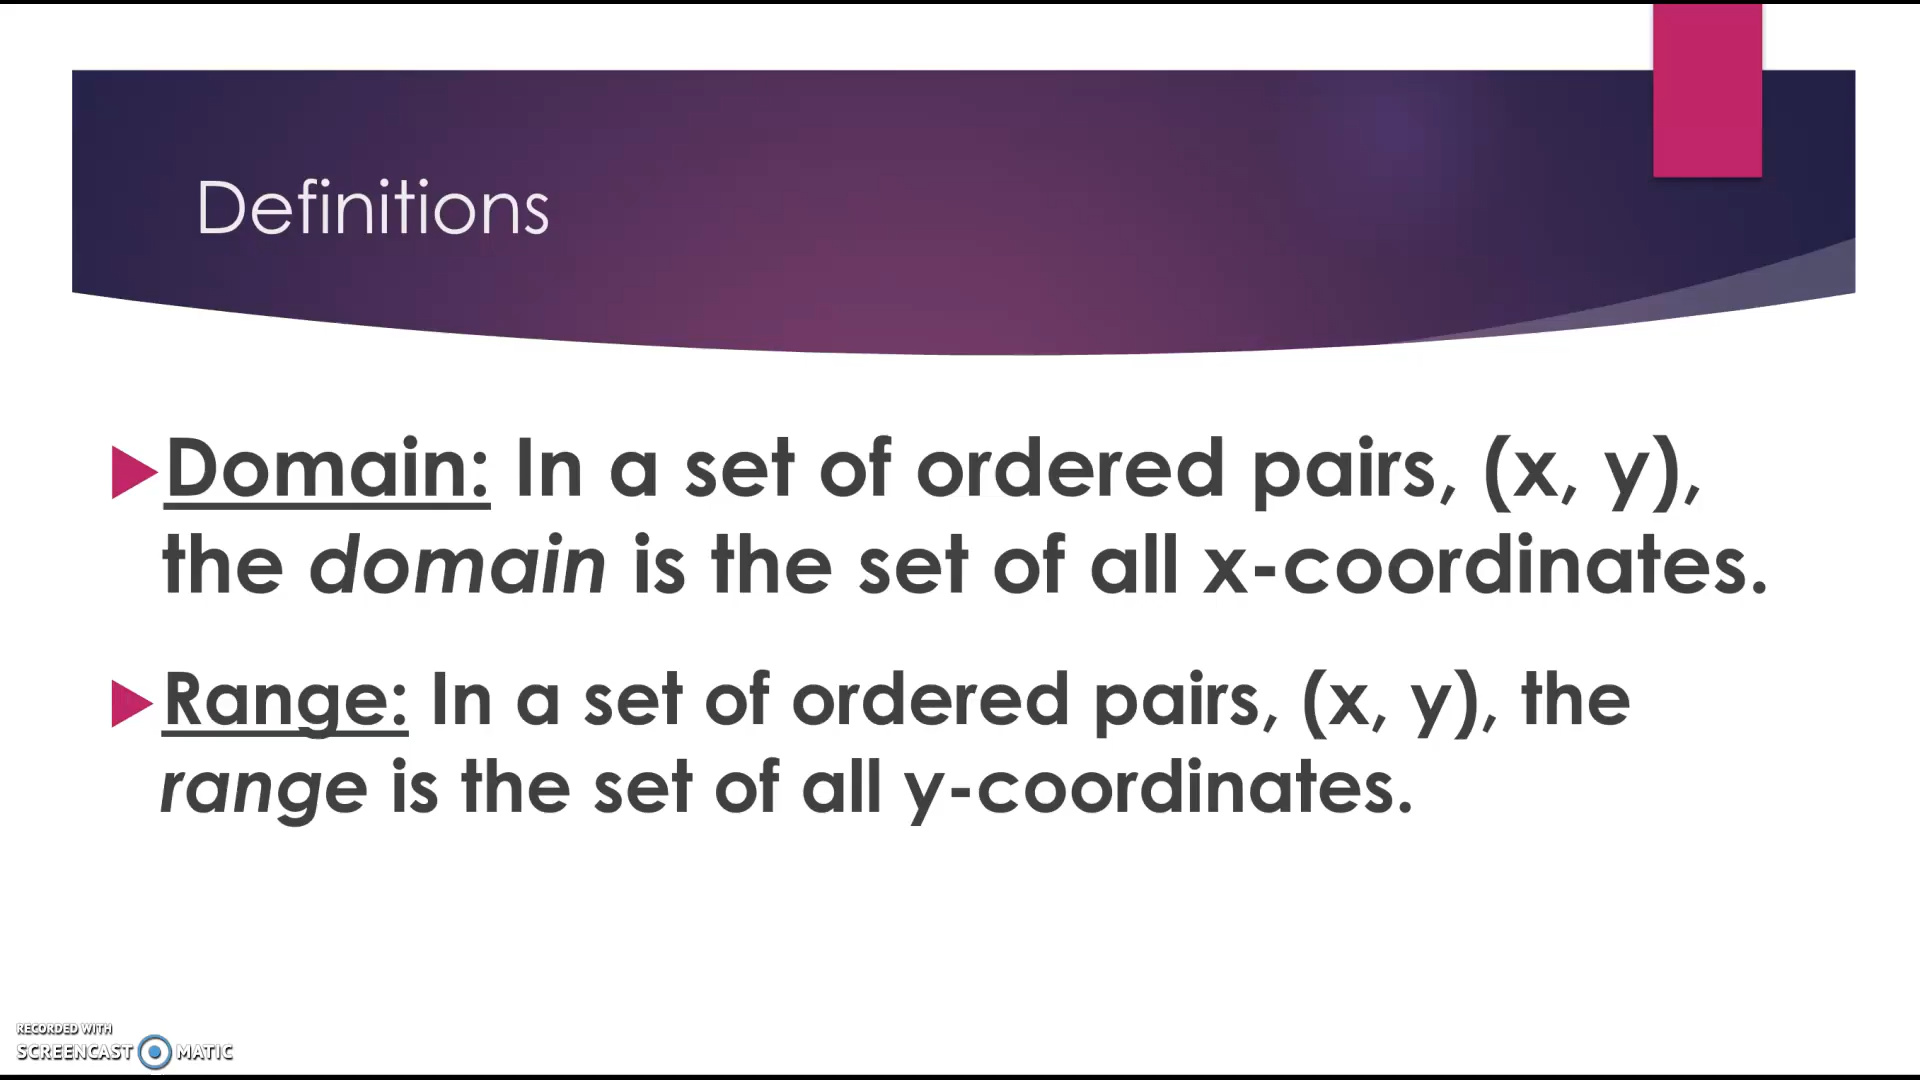 Definitions
Domain: In a set of ordered pairs, (x, y),
the domain is the set of all x-coordinates.
Range: In a set of ordered pairs, (x, y), the
range is the set of all y-coordinates.
RECORDED WITH
SCREENCAST MATIC